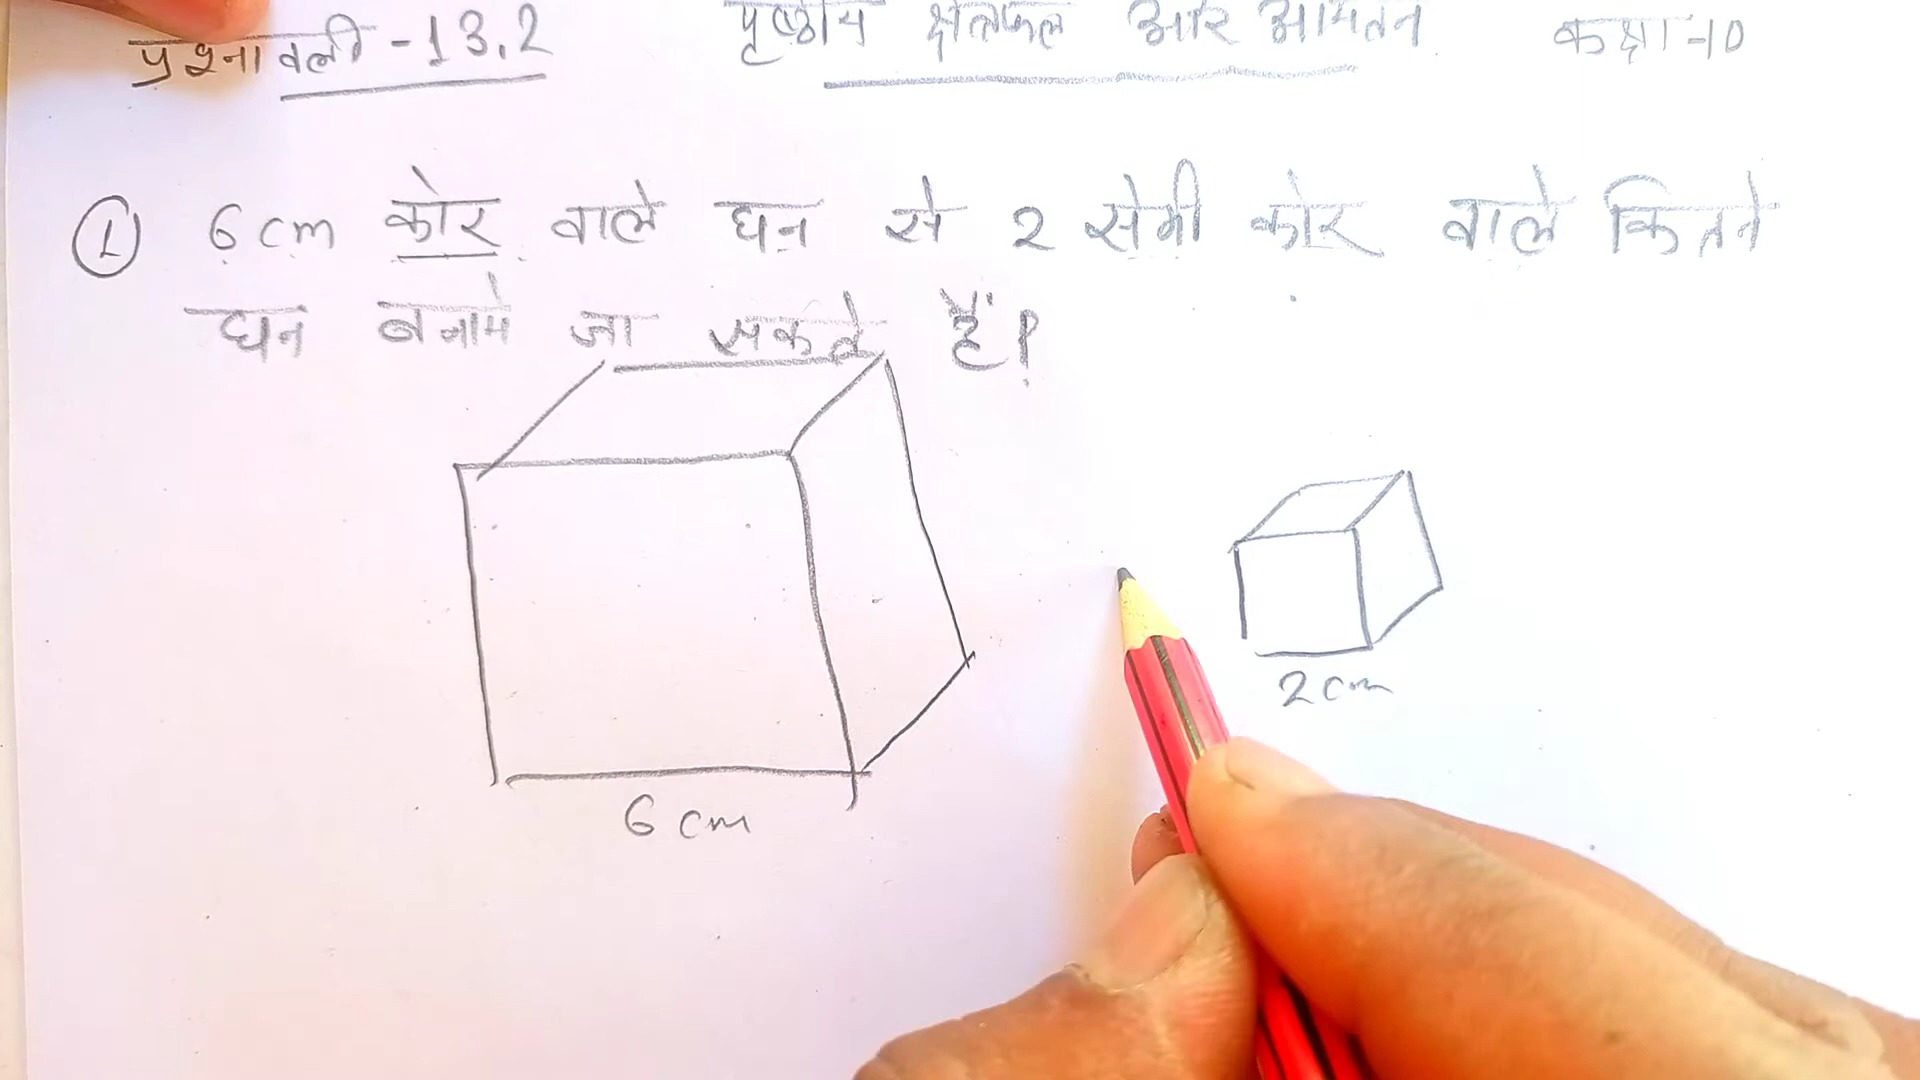 प्रश्नावली - 13.2 पृष्ठीय क्षेत्रफल और आयतन कक्षा-10
① 6 cm कोर वाले घन से 2 सेमी कोर वाले कितने
घन बनाये जा सकते हैं?
2 cm
6 cm